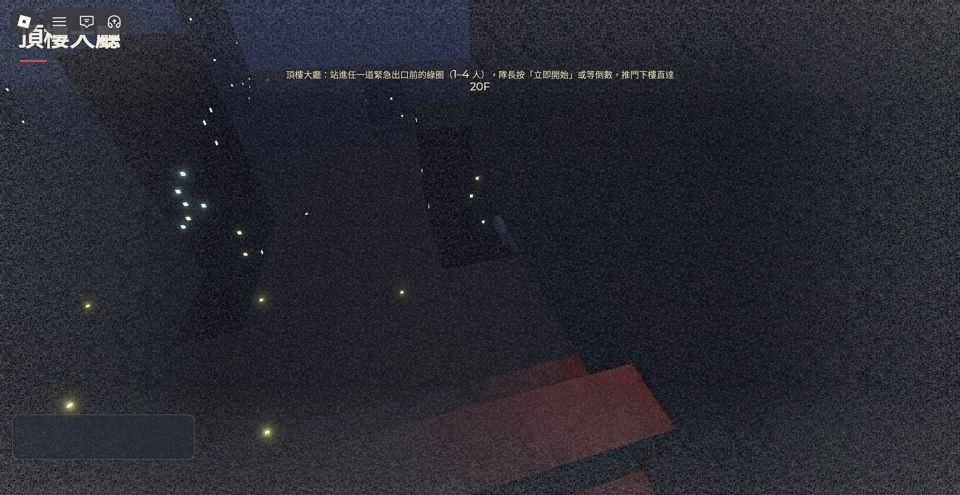 頂樓大廳
頂樓大廳：站進任一道緊急出口前的綠圈（1–4 人），隊長按「立即開始」或等倒數，推門下樓直達
20F